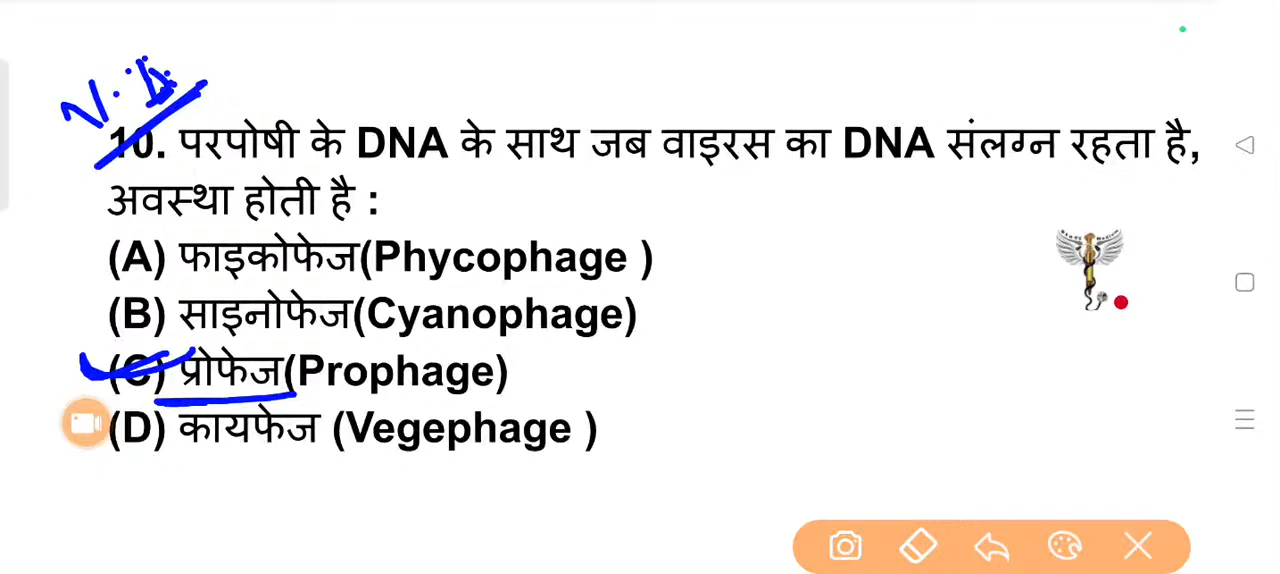 V.I.
10. परपोषी के DNA के साथ जब वाइरस का DNA संलग्न रहता है,
अवस्था होती है :
(A) फाइकोफेज(Phycophage )
(B) साइनोफेज(Cyanophage)
(C) प्रोफेज(Prophage)
(D) कायफेज (Vegephage )